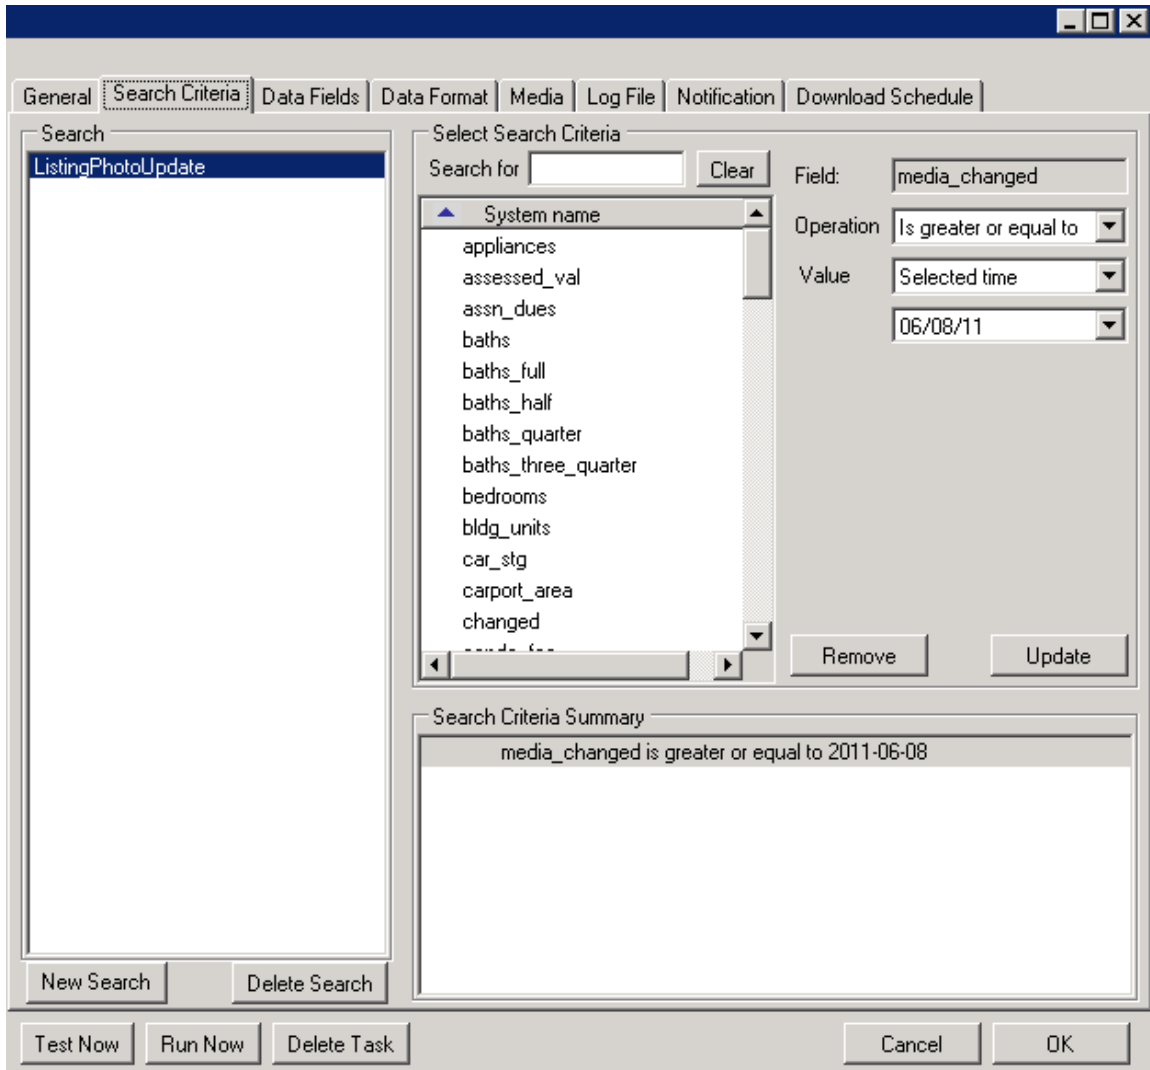 General Search Criteria Data Fields Data Format Media Log File Notification Download Schedule
Search
ListingPhotoUpdate
New Search Delete Search
Select Search Criteria
Search for Clear
System name
appliances
assessed_val
assn_dues
baths
baths_full
baths_half
baths_quarter
baths_three_quarter
bedrooms
bldg_units
car_stg
carport_area
changed
Field: media_changed
Operation Is greater or equal to
Value Selected time
06/08/11
Remove Update
Search Criteria Summary
media_changed is greater or equal to 2011-06-08
Test Now Run Now Delete Task Cancel OK